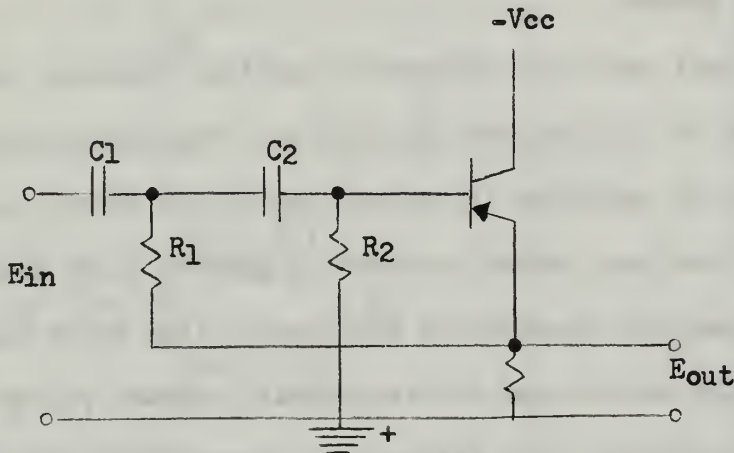 -Vcc
C1 C2
R1 R2
Ein
Eout
+